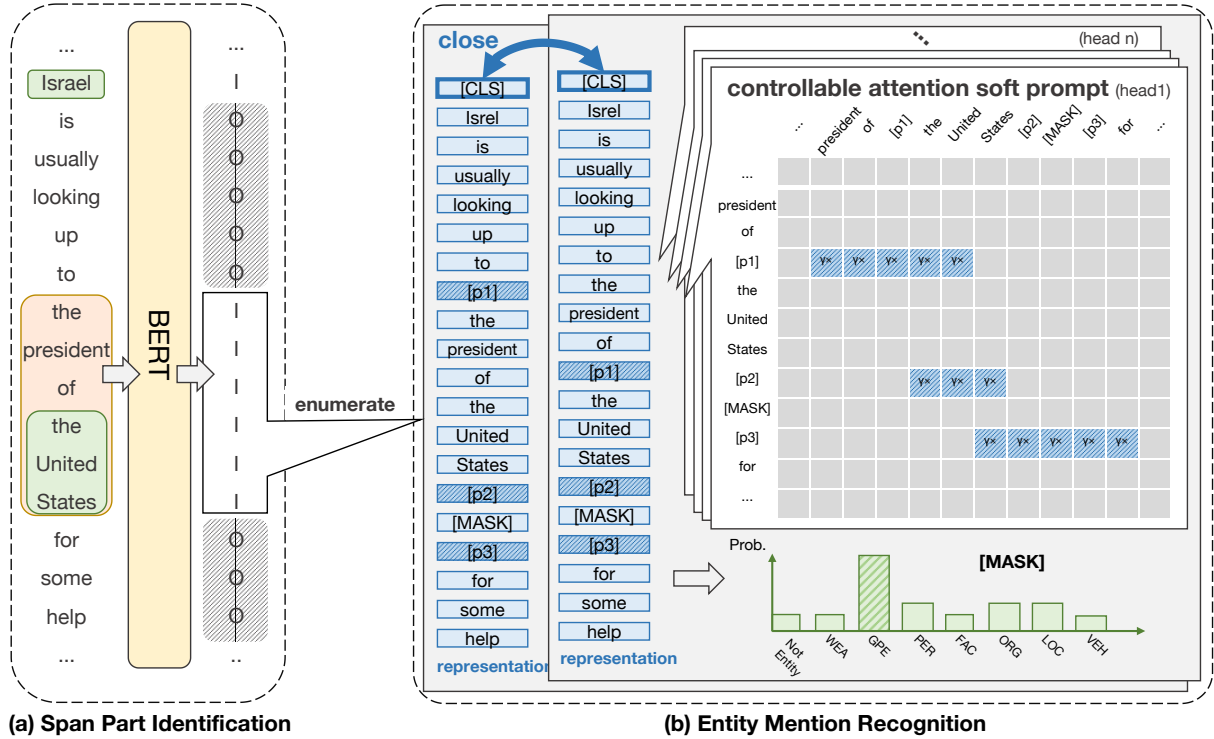 ...
Israel
is
usually
looking
up
to
the
president
of
the
United
States
for
some
help
...
BERT
...
I
O
O
O
O
O
I
I
I
I
I
I
O
O
O
..
enumerate
(a) Span Part Identification
close
[CLS]
Isrel
is
usually
looking
up
to
[p1]
the
president
of
the
United
States
[p2]
[MASK]
[p3]
for
some
help
representation
[CLS]
Isrel
is
usually
looking
up
to
the
president
of
[p1]
the
United
States
[p2]
[MASK]
[p3]
for
some
help
representation
(head n)
controllable attention soft prompt (head1)
... president of [p1] the United States [p2] [MASK] [p3] for ...
...
president
of
[p1] γ× γ× γ× γ× γ×
the
United
States
[p2] γ× γ× γ×
[MASK]
[p3] γ× γ× γ× γ× γ×
for
...
Prob.
[MASK]
Not Entity WEA GPE PER FAC ORG LOC VEH
(b) Entity Mention Recognition